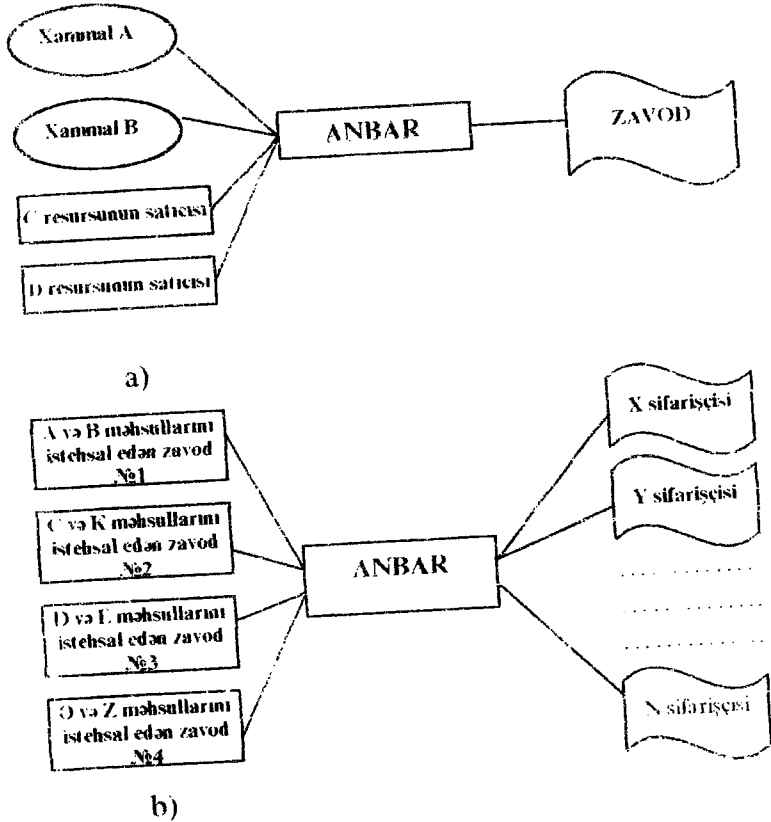 Xammal A
Xammal B
C resursunun satıcısı
D resursunun satıcısı
ANBAR
ZAVOD
a)
A və B məhsullarını
istehsal edən zavod
№1
C və K məhsullarını
istehsal edən zavod
№2
D və E məhsullarını
istehsal edən zavod
№3
O və Z məhsullarını
istehsal edən zavod
№4
ANBAR
X sifarişçisi
Y sifarişçisi
N sifarişçisi
b)